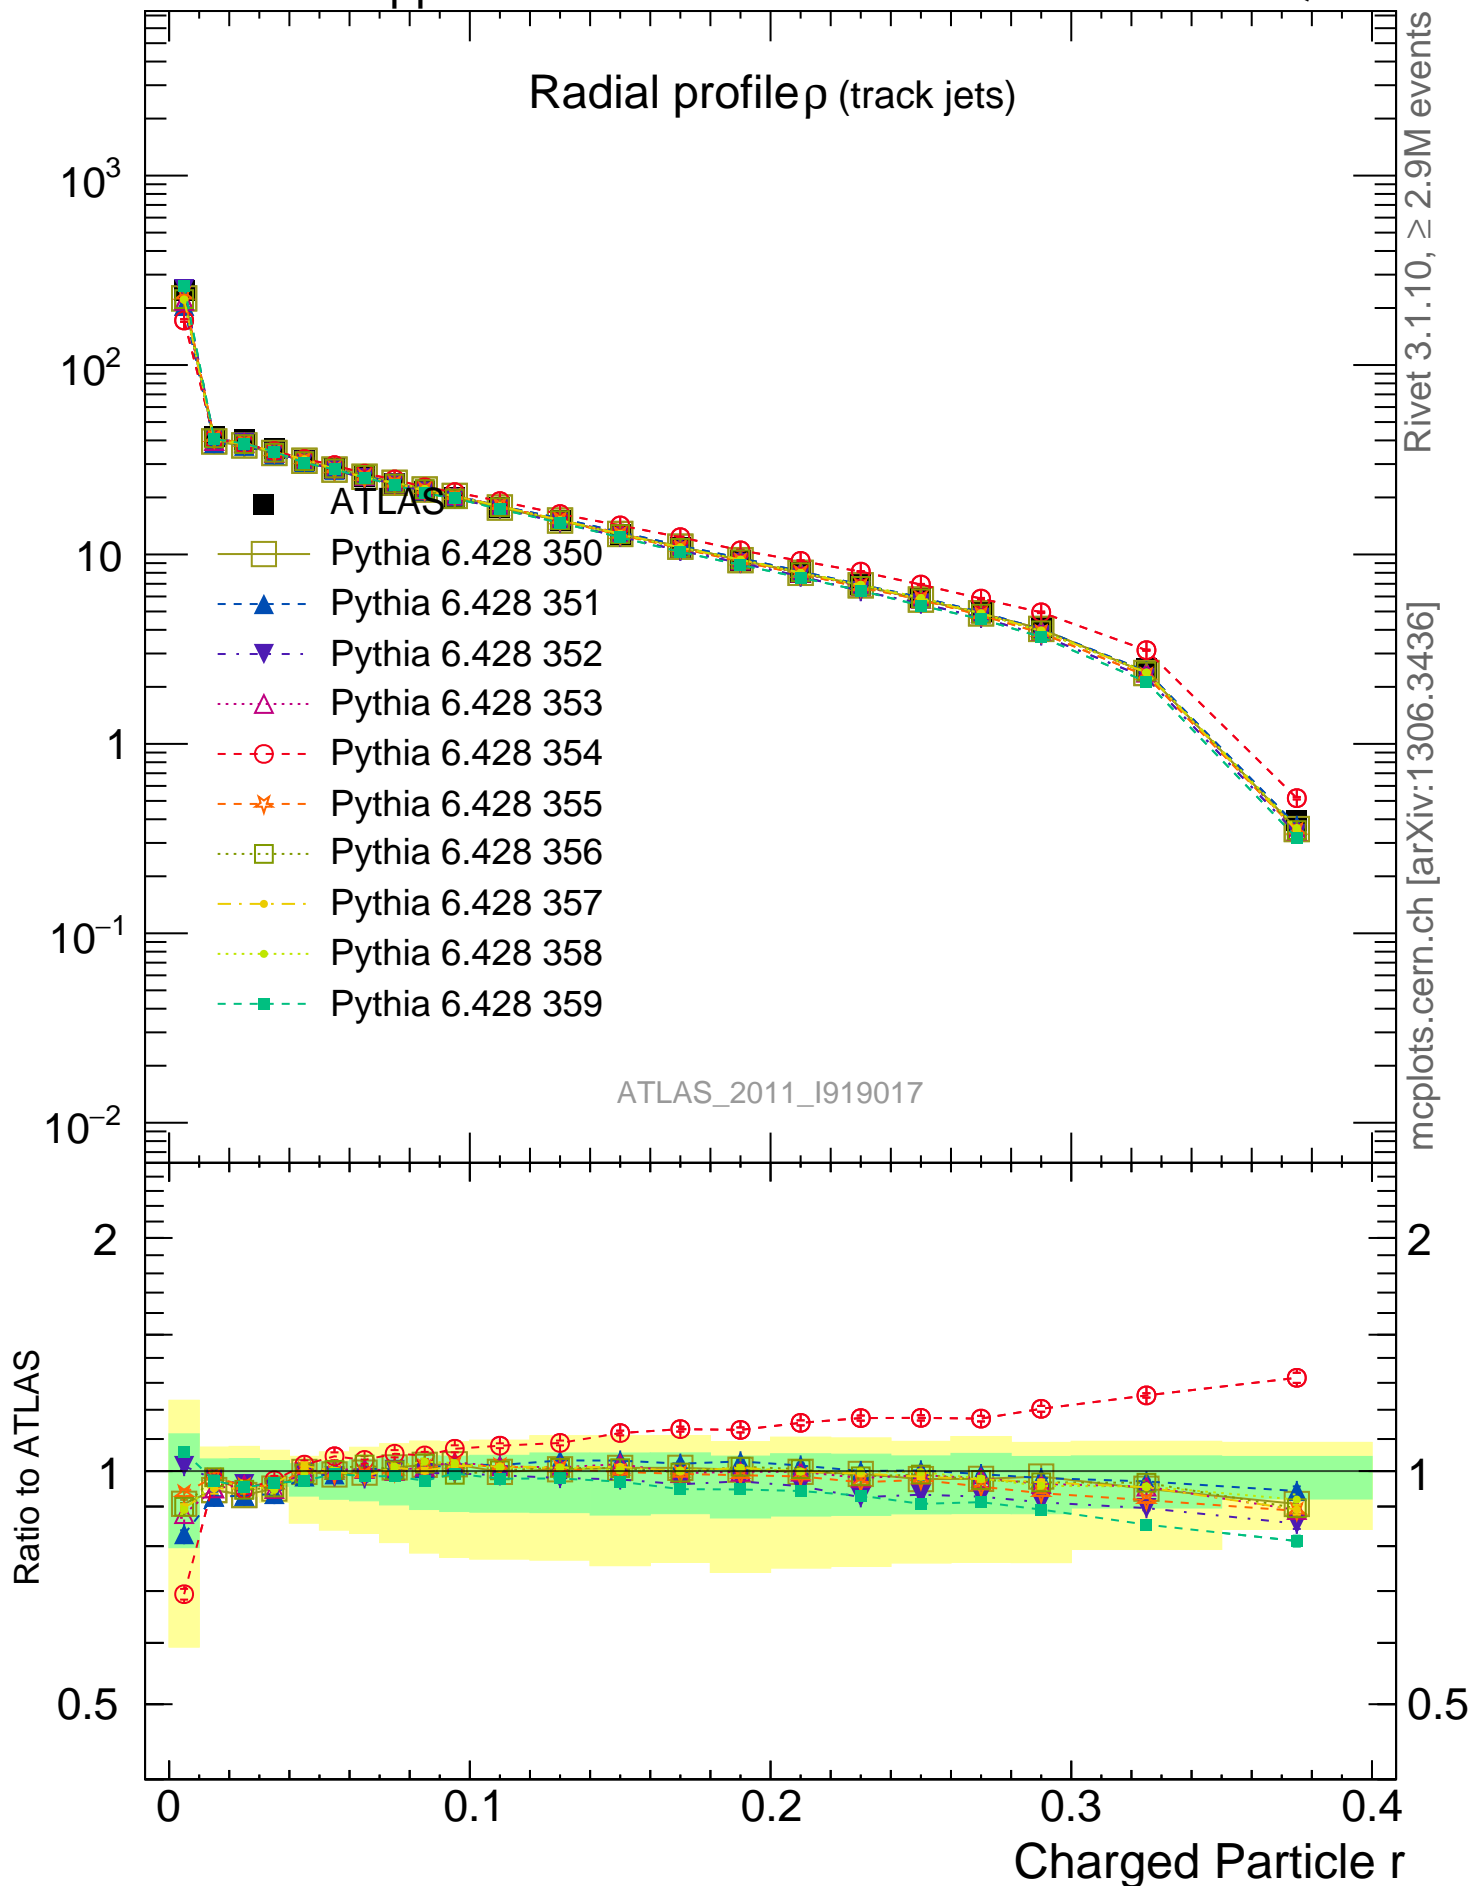 Radial profileρ (track jets)
10³
10²
10
1
10⁻¹
10⁻²
ATLAS
Pythia 6.428 350
Pythia 6.428 351
Pythia 6.428 352
Pythia 6.428 353
Pythia 6.428 354
Pythia 6.428 355
Pythia 6.428 356
Pythia 6.428 357
Pythia 6.428 358
Pythia 6.428 359
ATLAS_2011_I919017
Rivet 3.1.10, ≥ 2.9M events
mcplots.cern.ch [arXiv:1306.3436]
Ratio to ATLAS
2
1
0.5
2
1
0.5
0
0.1
0.2
0.3
0.4
Charged Particle r